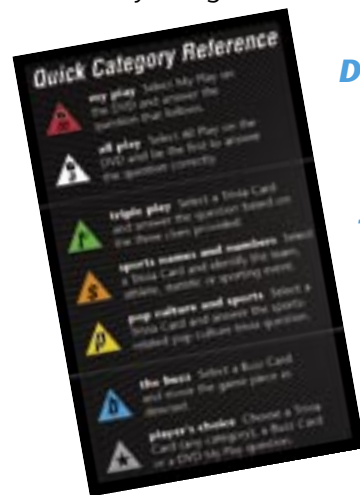 Quick Category Reference
my play Select My Play on
the DVD and answer the
question that follows.
all play Select All Play on the
DVD and be the first to answer
the question correctly.
triple play Select a Trivia Card
and answer the question based on
the three clues provided.
sports names and numbers Select
a Trivia Card and identify the team,
athlete, statistic or sporting event.
pop culture and sports Select a
Trivia Card and answer the sports-
related pop culture trivia question.
the buzz Select a Buzz Card
and move the game piece as
directed.
player's choice Choose a Trivia
Card (any category), a Buzz Card
or a DVD My Play question.
D